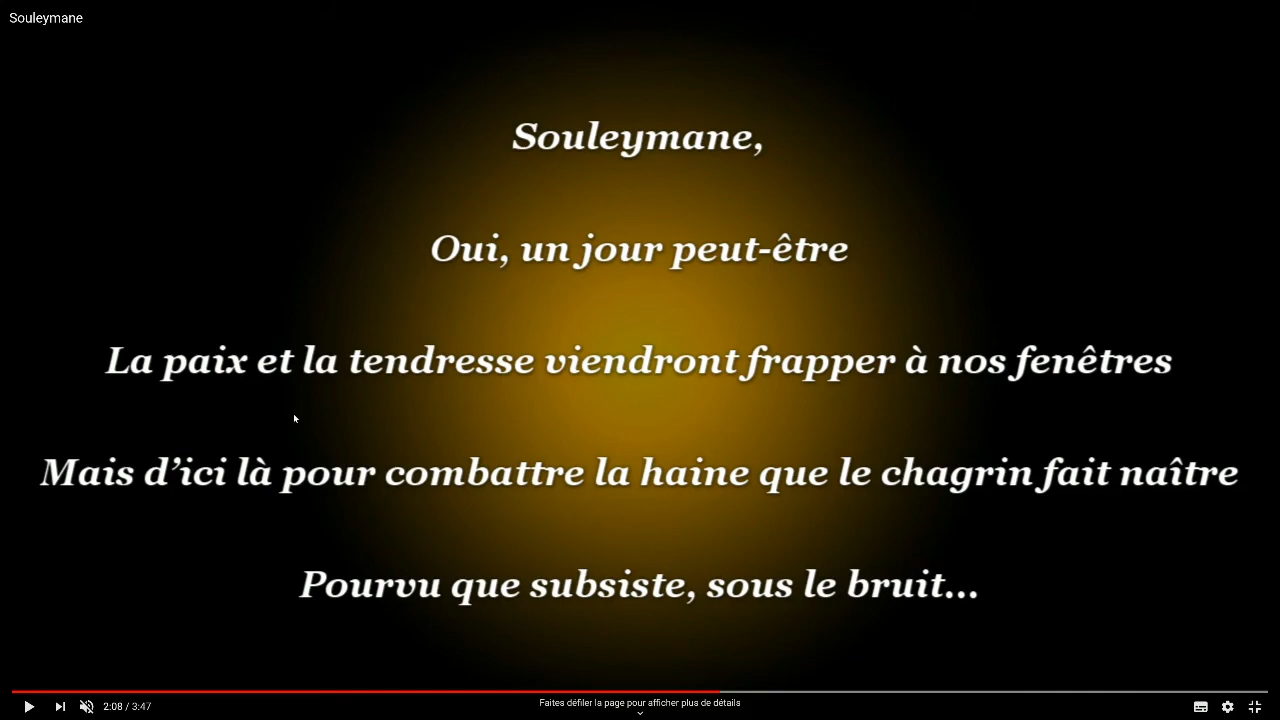 Souleymane
Souleymane,
Oui, un jour peut-être
La paix et la tendresse viendront frapper à nos fenêtres
Mais d’ici là pour combattre la haine que le chagrin fait naître
Pourvu que subsiste, sous le bruit...
2:08 / 3:47
Faites défiler la page pour afficher plus de détails